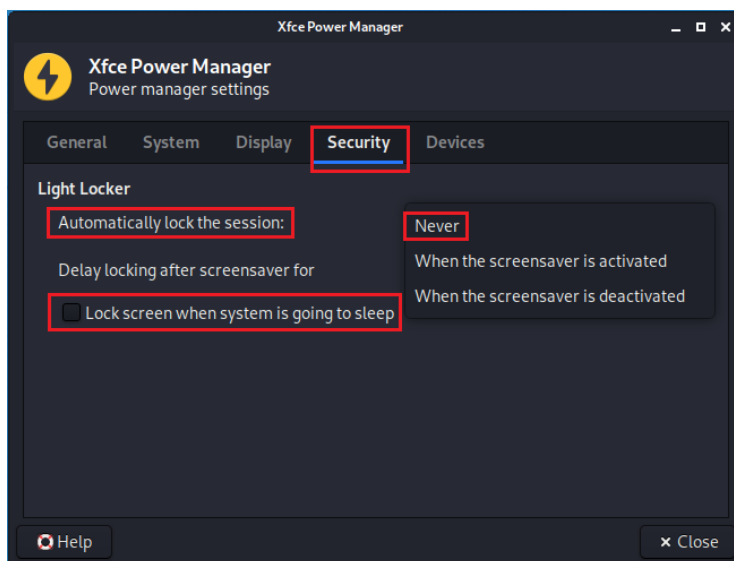 Xfce Power Manager
Xfce Power Manager
Power manager settings
General System Display Security Devices
Light Locker
Automatically lock the session:
Never
Delay locking after screensaver for
When the screensaver is activated
Lock screen when system is going to sleep
When the screensaver is deactivated
Help
× Close